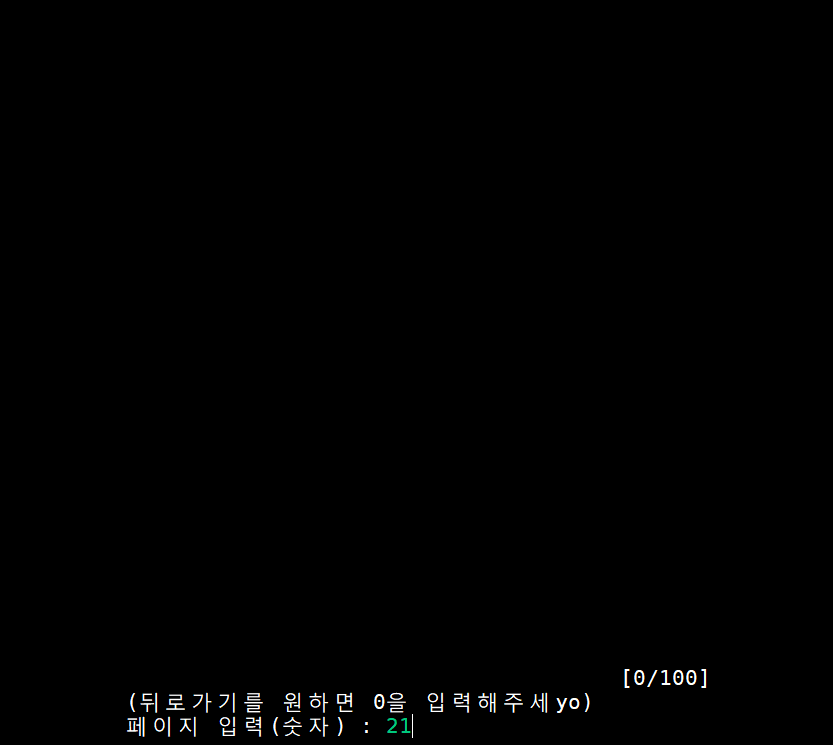 [0/100]
(뒤로가기를 원하면 0을 입력해주세yo)
페이지 입력(숫자) : 21